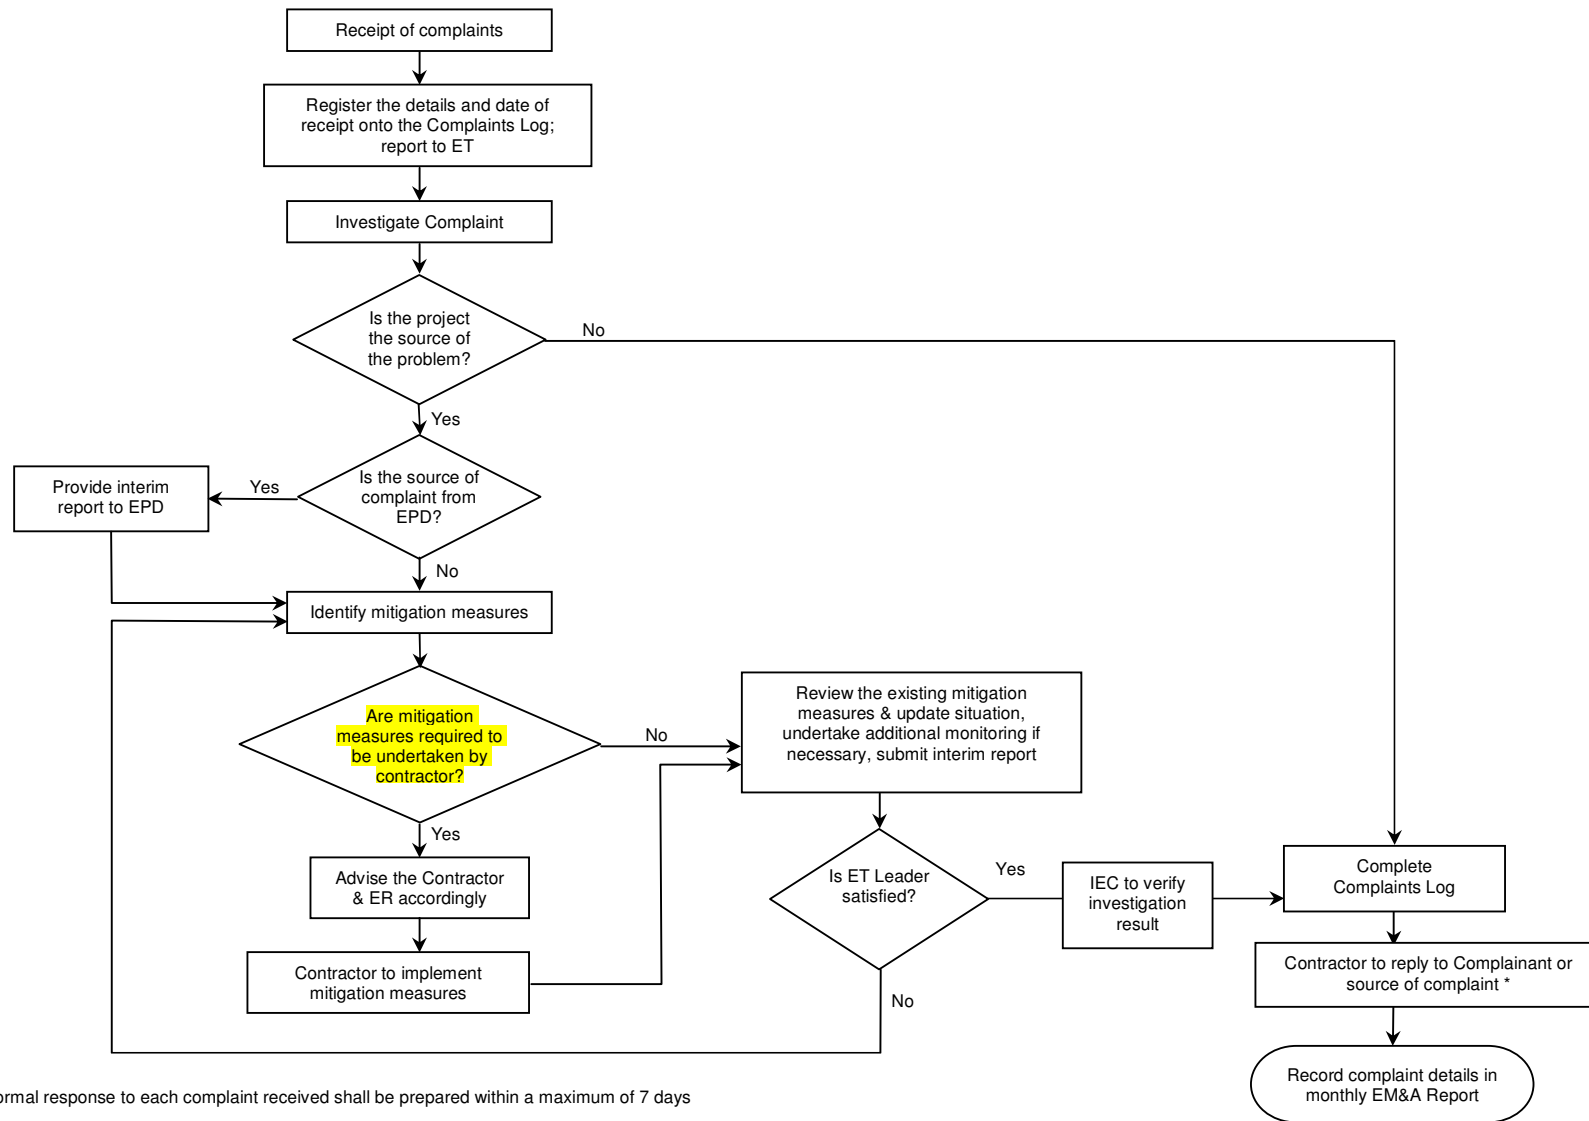 Receipt of complaints
Register the details and date of
receipt onto the Complaints Log;
report to ET
Investigate Complaint
Is the project
the source of
the problem?
No
Yes
Is the source of
complaint from
EPD?
Yes
Provide interim
report to EPD
No
Identify mitigation measures
Are mitigation
measures required to
be undertaken by
contractor?
No
Review the existing mitigation
measures & update situation,
undertake additional monitoring if
necessary, submit interim report
Yes
Advise the Contractor
& ER accordingly
Contractor to implement
mitigation measures
Is ET Leader
satisfied?
Yes
IEC to verify
investigation
result
No
Complete
Complaints Log
Contractor to reply to Complainant or
source of complaint *
Record complaint details in
monthly EM&A Report
response to each complaint received shall be prepared within a maximum of 7 days